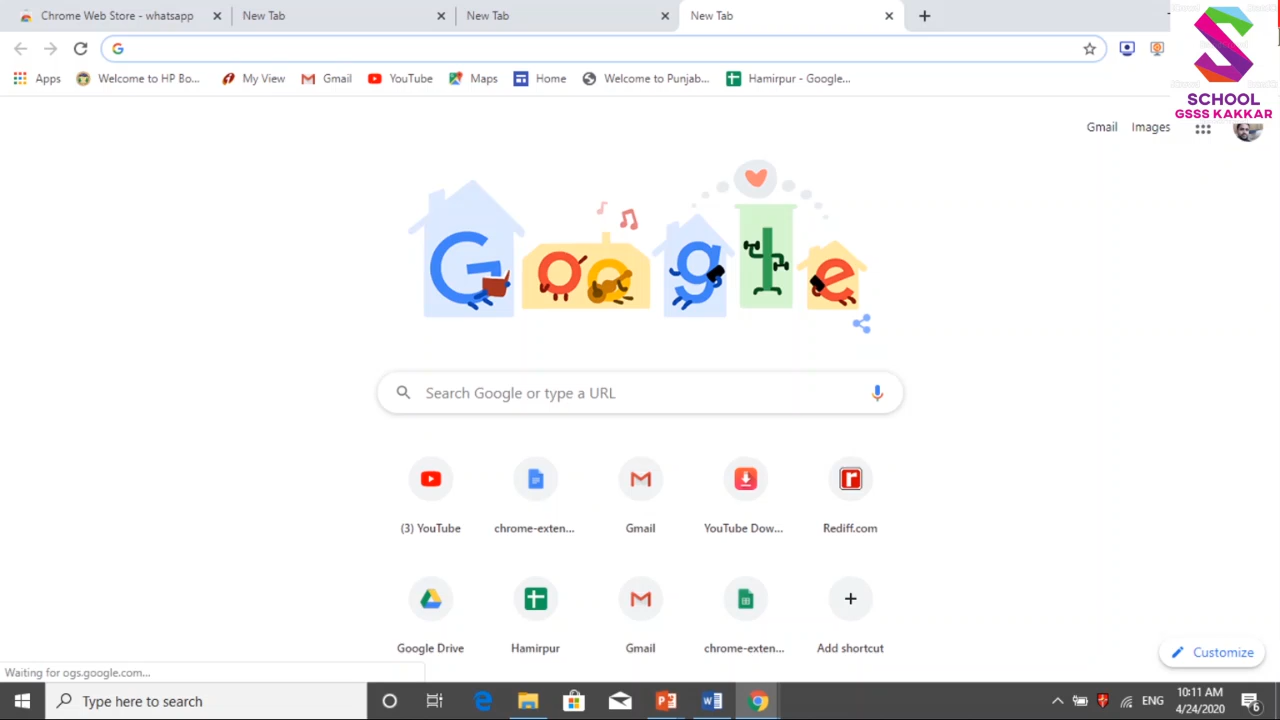 Chrome Web Store - whatsapp
New Tab
New Tab
New Tab
Apps
Welcome to HP Bo...
My View
Gmail
YouTube
Maps
Home
Welcome to Punjab...
Hamirpur - Google...
SCHOOL
GSSS KAKKAR
Gmail
Images
Google
Search Google or type a URL
(3) YouTube
chrome-exten...
Gmail
YouTube Dow...
Rediff.com
Google Drive
Hamirpur
Gmail
chrome-exten...
Add shortcut
Customize
Waiting for ogs.google.com...
Type here to search
ENG
10:11 AM
4/24/2020
6